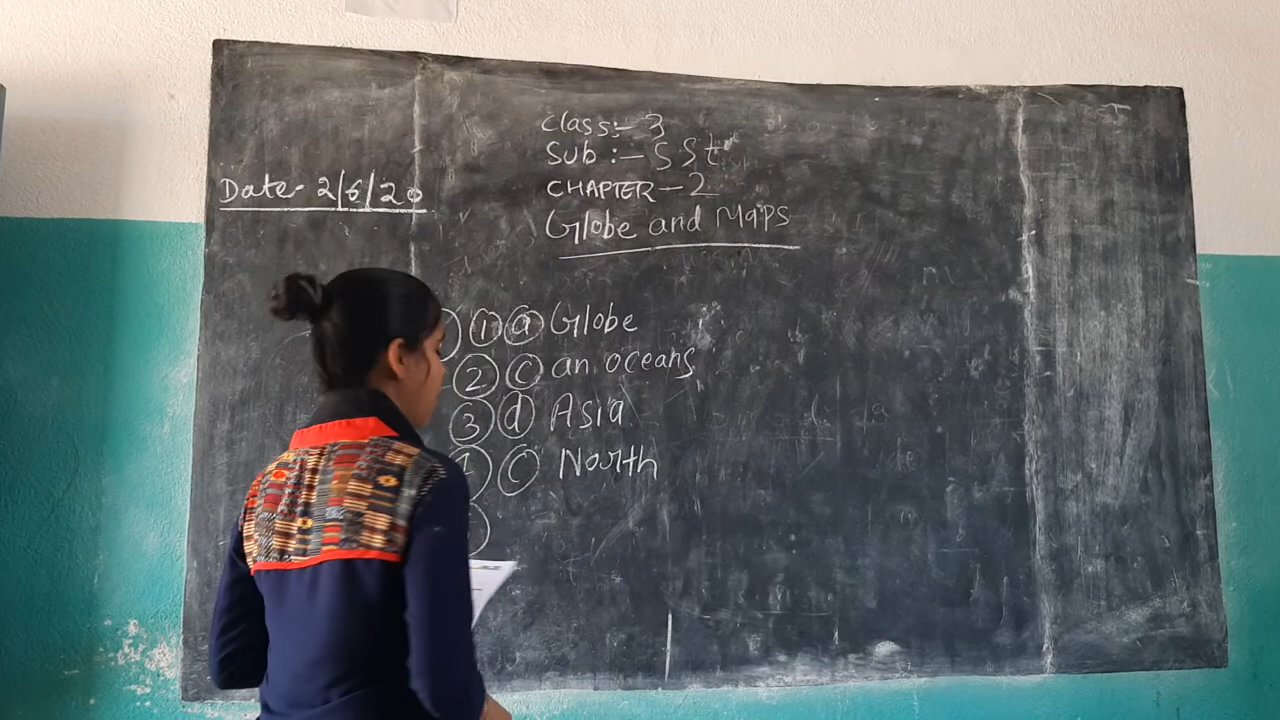 Class:- 3
Sub :- S S t
Date- 2/6/20
CHAPTER - 2
Globe and Maps
1 a Globe
2 c an oceans
3 d Asia
c North